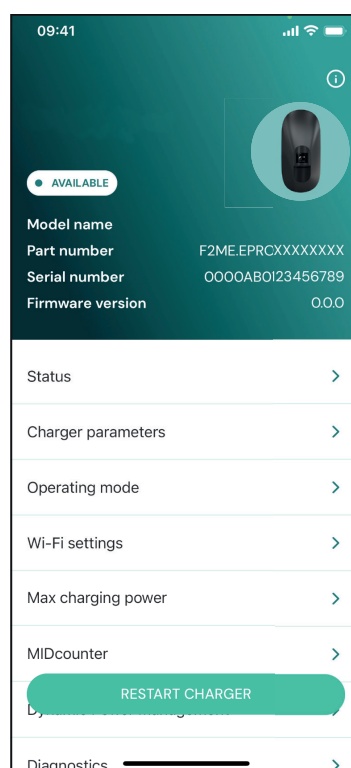 09:41
AVAILABLE
Model name
Part number F2ME.EPRCXXXXXXXX
Serial number 0000AB0123456789
Firmware version 0.0.0
Status
Charger parameters
Operating mode
Wi-Fi settings
Max charging power
MIDcounter
RESTART CHARGER
Diagnostics